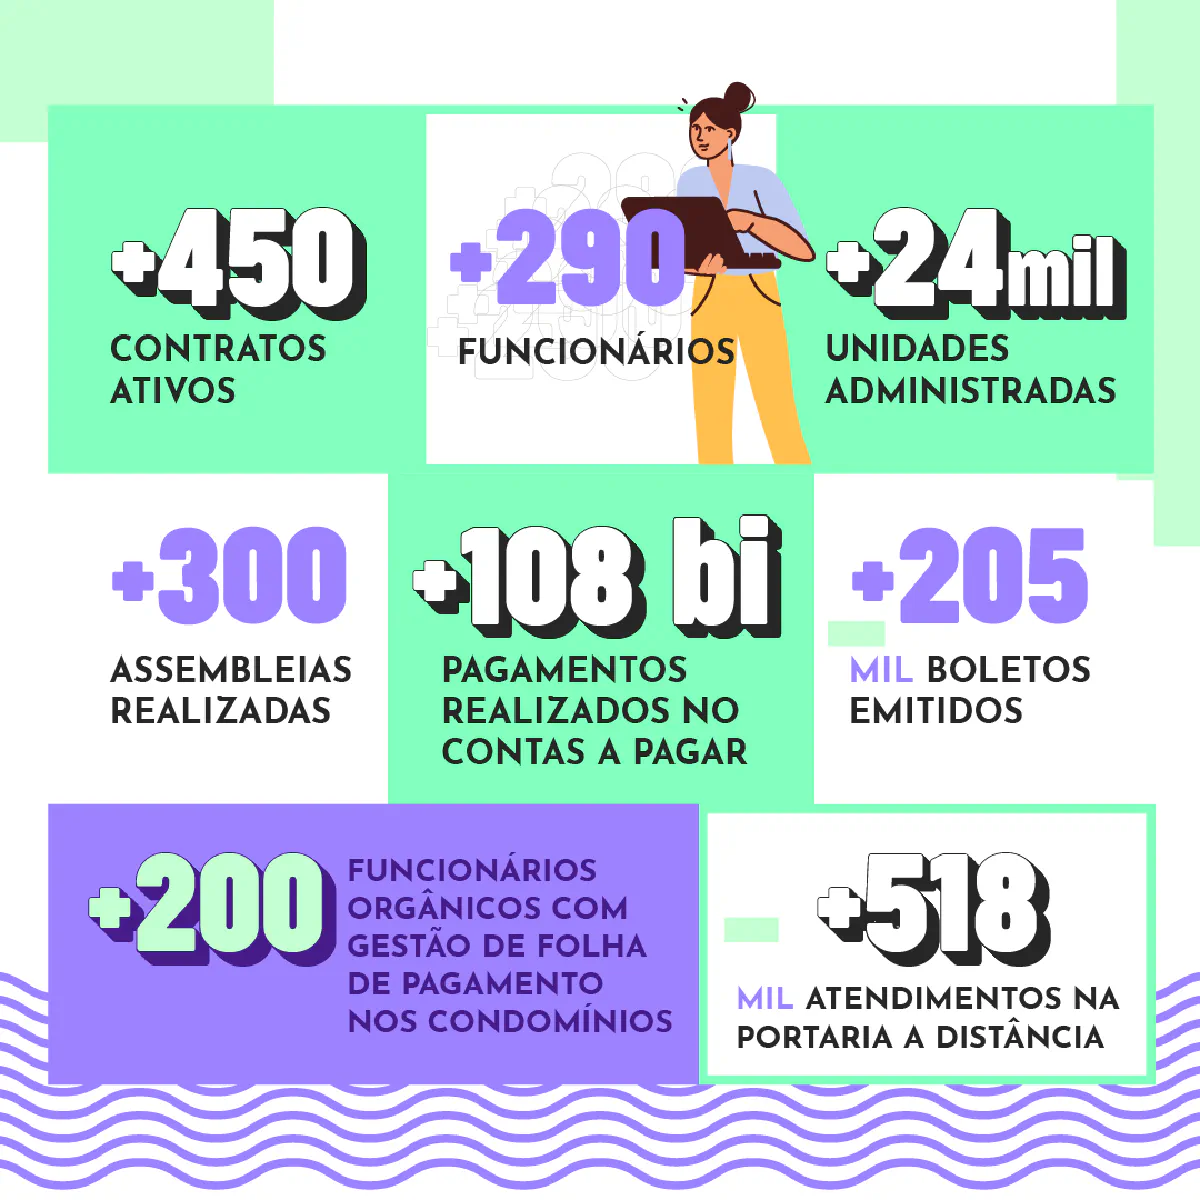 +450
CONTRATOS
ATIVOS
+290
FUNCIONÁRIOS
+24mil
UNIDADES
ADMINISTRADAS
+300
ASSEMBLEIAS
REALIZADAS
+108 bi
PAGAMENTOS
REALIZADOS NO
CONTAS A PAGAR
+205
MIL BOLETOS
EMITIDOS
+200
FUNCIONÁRIOS
ORGÂNICOS COM
GESTÃO DE FOLHA
DE PAGAMENTO
NOS CONDOMÍNIOS
+518
MIL ATENDIMENTOS NA
PORTARIA A DISTÂNCIA